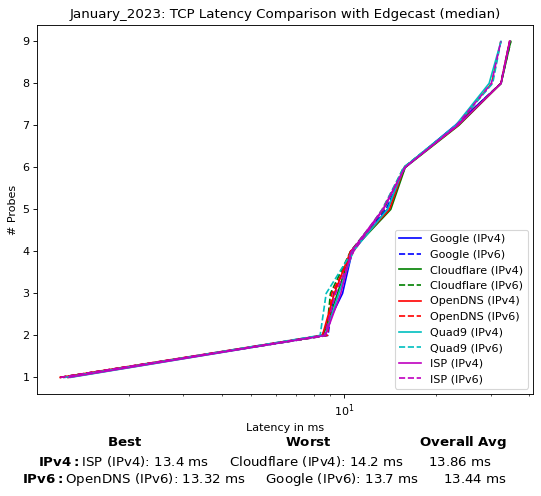 January_2023: TCP Latency Comparison with Edgecast (median)
9
8
7
6
5
4
3
2
1
# Probes
Google (IPv4)
Google (IPv6)
Cloudflare (IPv4)
Cloudflare (IPv6)
OpenDNS (IPv4)
OpenDNS (IPv6)
Quad9 (IPv4)
Quad9 (IPv6)
ISP (IPv4)
ISP (IPv6)
10¹
Latency in ms
Best Worst Overall Avg
IPv4: ISP (IPv4): 13.4 ms Cloudflare (IPv4): 14.2 ms 13.86 ms
IPv6: OpenDNS (IPv6): 13.32 ms Google (IPv6): 13.7 ms 13.44 ms